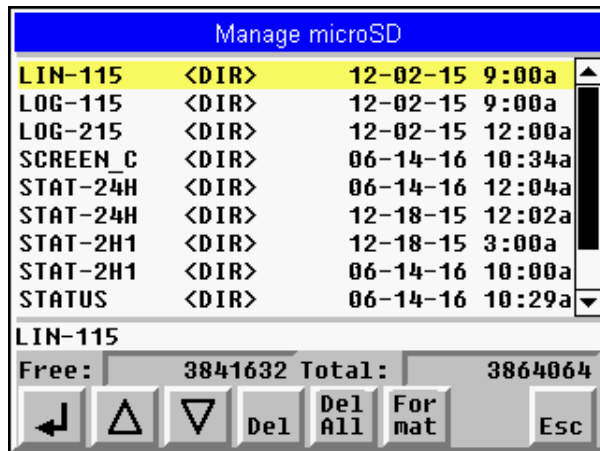 Manage microSD
LIN-115 <DIR> 12-02-15 9:00a
LOG-115 <DIR> 12-02-15 9:00a
LOG-215 <DIR> 12-02-15 12:00a
SCREEN_C <DIR> 06-14-16 10:34a
STAT-24H <DIR> 06-14-16 12:04a
STAT-24H <DIR> 12-18-15 12:02a
STAT-2H1 <DIR> 12-18-15 3:00a
STAT-2H1 <DIR> 06-14-16 10:00a
STATUS <DIR> 06-14-16 10:29a
LIN-115
Free: 3841632 Total: 3864064
Del
Del All
For mat
Esc